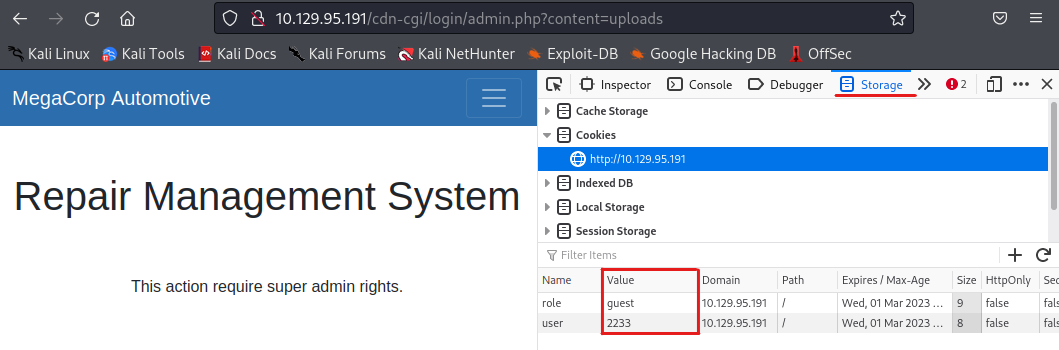 10.129.95.191/cdn-cgi/login/admin.php?content=uploads
Kali Linux Kali Tools Kali Docs Kali Forums Kali NetHunter Exploit-DB Google Hacking DB OffSec
MegaCorp Automotive
Repair Management System
This action require super admin rights.
Inspector Console Debugger Storage 2
Cache Storage
Cookies
http://10.129.95.191
Indexed DB
Local Storage
Session Storage
Filter Items
Name Value Domain Path Expires / Max-Age Size HttpOnly Sec
role guest 10.129.95.191 / Wed, 01 Mar 2023 ... 9 false false
user 2233 10.129.95.191 / Wed, 01 Mar 2023 ... 8 false false